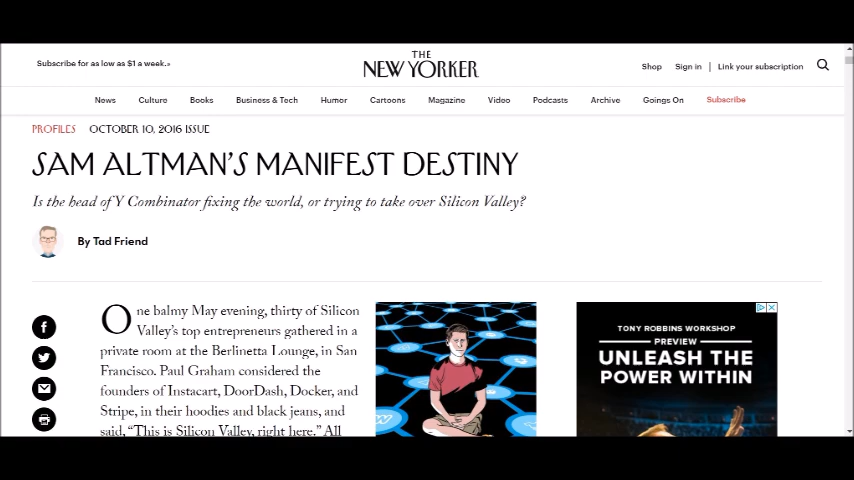 Subscribe for as low as $1 a week.»
THE
NEW YORKER
Shop Sign in | Link your subscription
News Culture Books Business & Tech Humor Cartoons Magazine Video Podcasts Archive Goings On Subscribe
PROFILES OCTOBER 10, 2016 ISSUE
SAM ALTMAN'S MANIFEST DESTINY
Is the head of Y Combinator fixing the world, or trying to take over Silicon Valley?
By Tad Friend
One balmy May evening, thirty of Silicon
Valley's top entrepreneurs gathered in a
private room at the Berlinetta Lounge, in San
Francisco. Paul Graham considered the
founders of Instacart, DoorDash, Docker, and
Stripe, in their hoodies and black jeans, and
said, “This is Silicon Valley, right here.” All
TONY ROBBINS WORKSHOP
PREVIEW
UNLEASH THE
POWER WITHIN